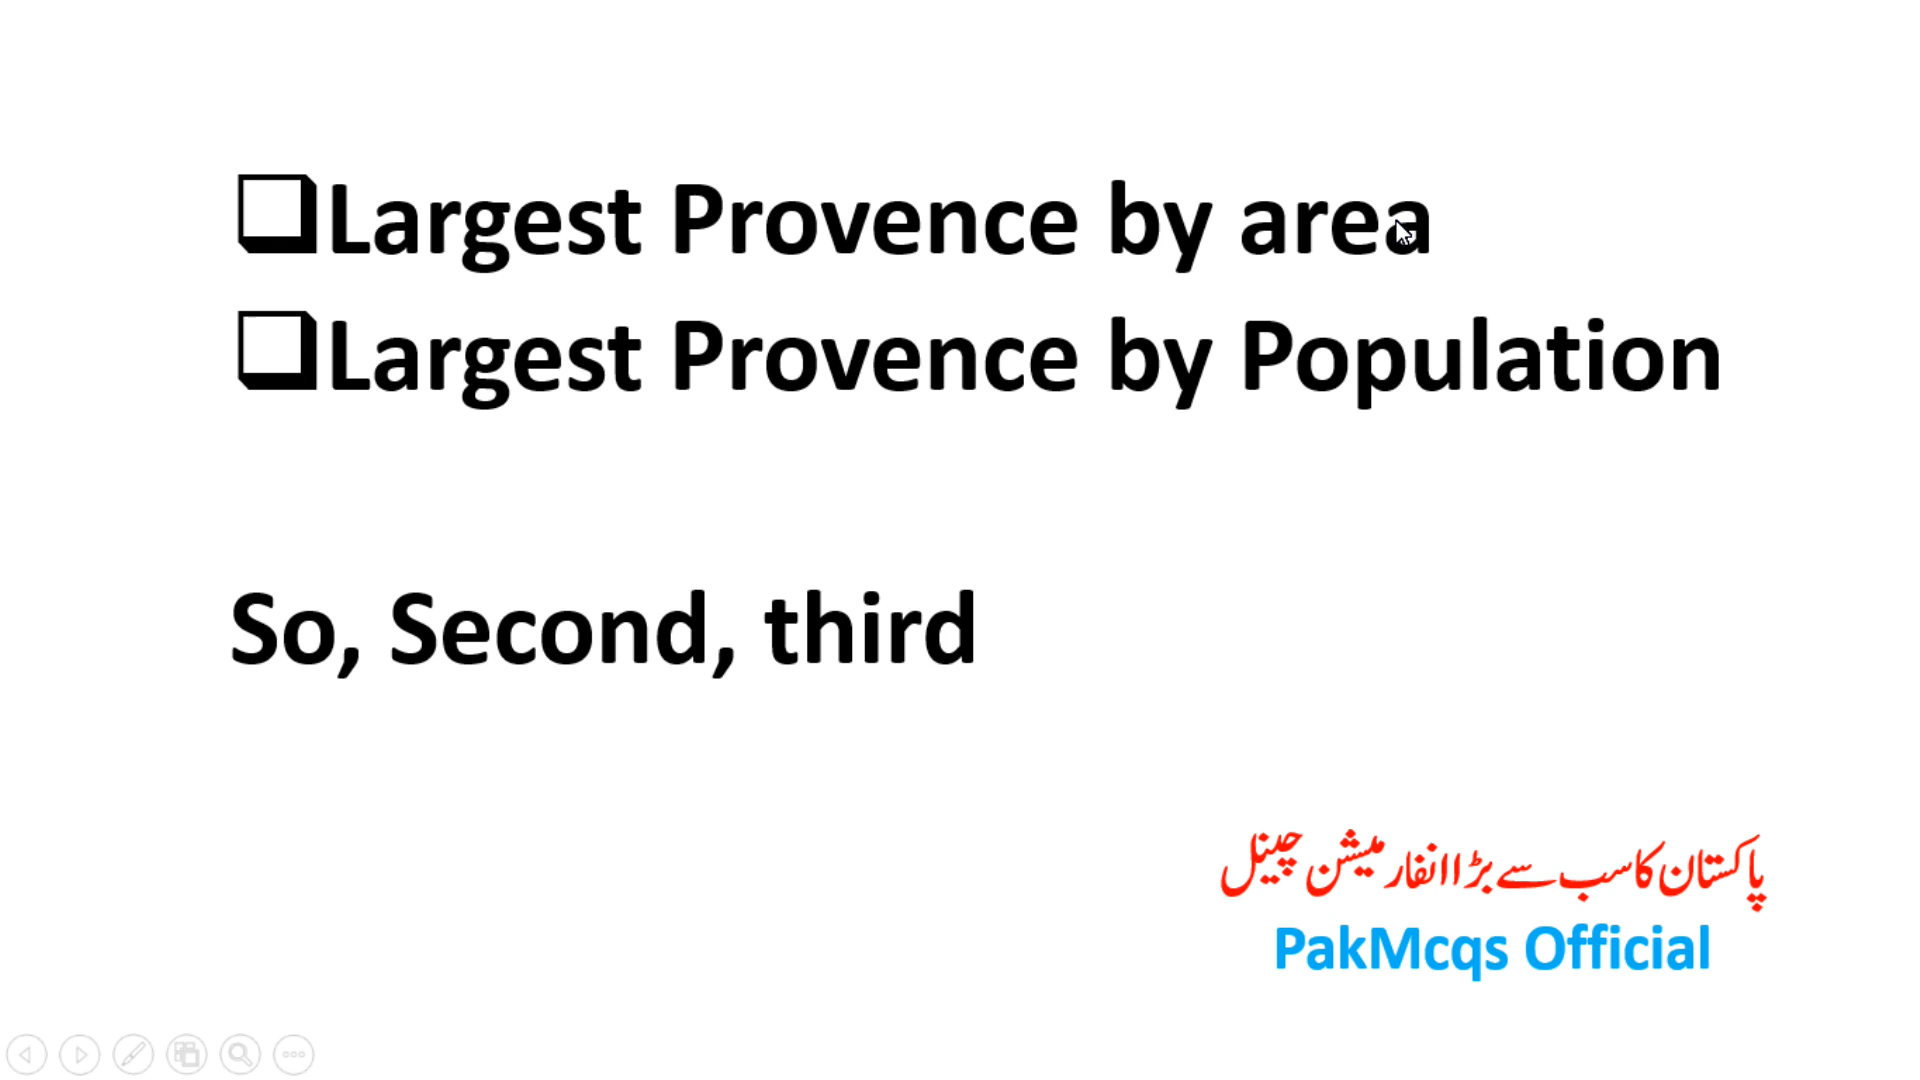 Largest Provence by area
Largest Provence by Population
So, Second, third
پاکستان کا سب سے بڑا انفارمیشن چینل
PakMcqs Official